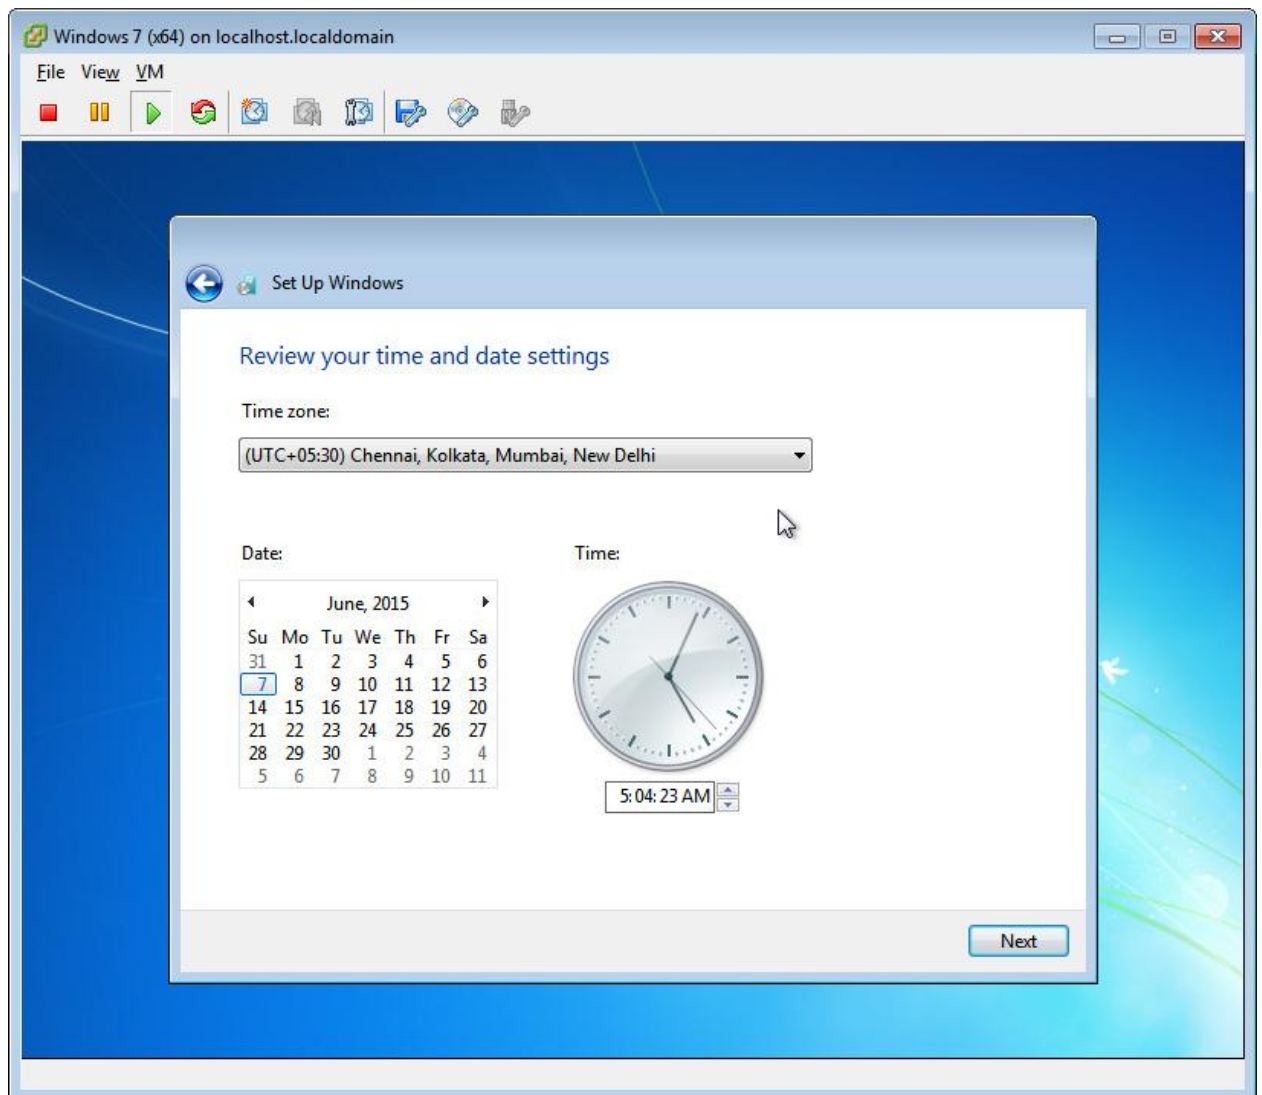 Windows 7 (x64) on localhost.localdomain
File View VM
Set Up Windows
Review your time and date settings
Time zone:
(UTC+05:30) Chennai, Kolkata, Mumbai, New Delhi
Date:
Time:
June, 2015
Su Mo Tu We Th Fr Sa
31 1 2 3 4 5 6
7 8 9 10 11 12 13
14 15 16 17 18 19 20
21 22 23 24 25 26 27
28 29 30 1 2 3 4
5 6 7 8 9 10 11
5:04:23 AM
Next